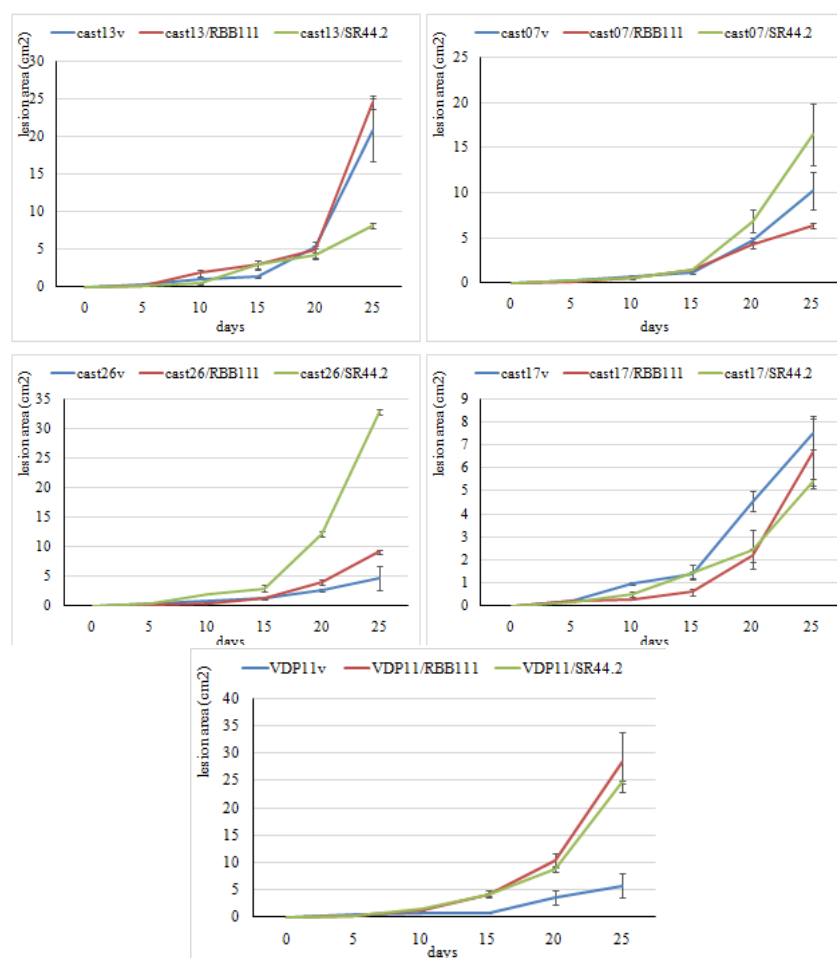 cast13v cast13/RBB111 cast13/SR44.2
lesion area (cm2)
30
25
20
15
10
5
0
0 5 10 15 20 25
days
cast07v cast07/RBB111 cast07/SR44.2
lesion area (cm2)
25
20
15
10
5
0
0 5 10 15 20 25
days
cast26v cast26/RBB111 cast26/SR44.2
lesion area (cm2)
35
30
25
20
15
10
5
0
0 5 10 15 20 25
days
cast17v cast17/RBB111 cast17/SR44.2
lesion area (cm2)
9
8
7
6
5
4
3
2
1
0
0 5 10 15 20 25
days
VDP11v VDP11/RBB111 VDP11/SR44.2
lesion area (cm2)
40
35
30
25
20
15
10
5
0
0 5 10 15 20 25
days